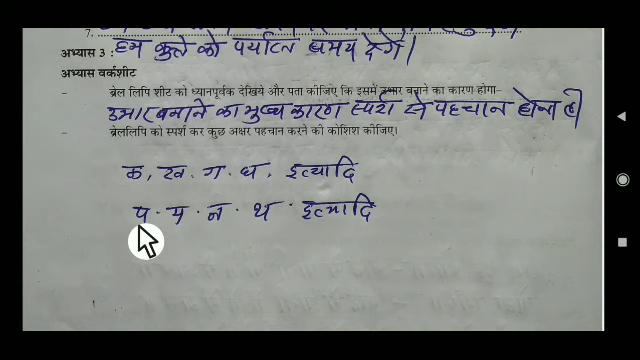 7.
अभ्यास 3 : हम कुत्ते को पर्याप्त समय देगें।
अभ्यास वर्कशीट
– ब्रेल लिपि शीट को ध्यानपूर्वक देखिये और पता कीजिए कि इसमें उभार बनाने का कारण होगा-
उभार बनाने का मुख्य कारण स्पर्श से पहचान होना है।
– ब्रेललिपि को स्पर्श कर कुछ अक्षर पहचान करने की कोशिश कीजिए।
क, ख. ग. घ. इत्यादि
प. य. न. थ. इत्यादि